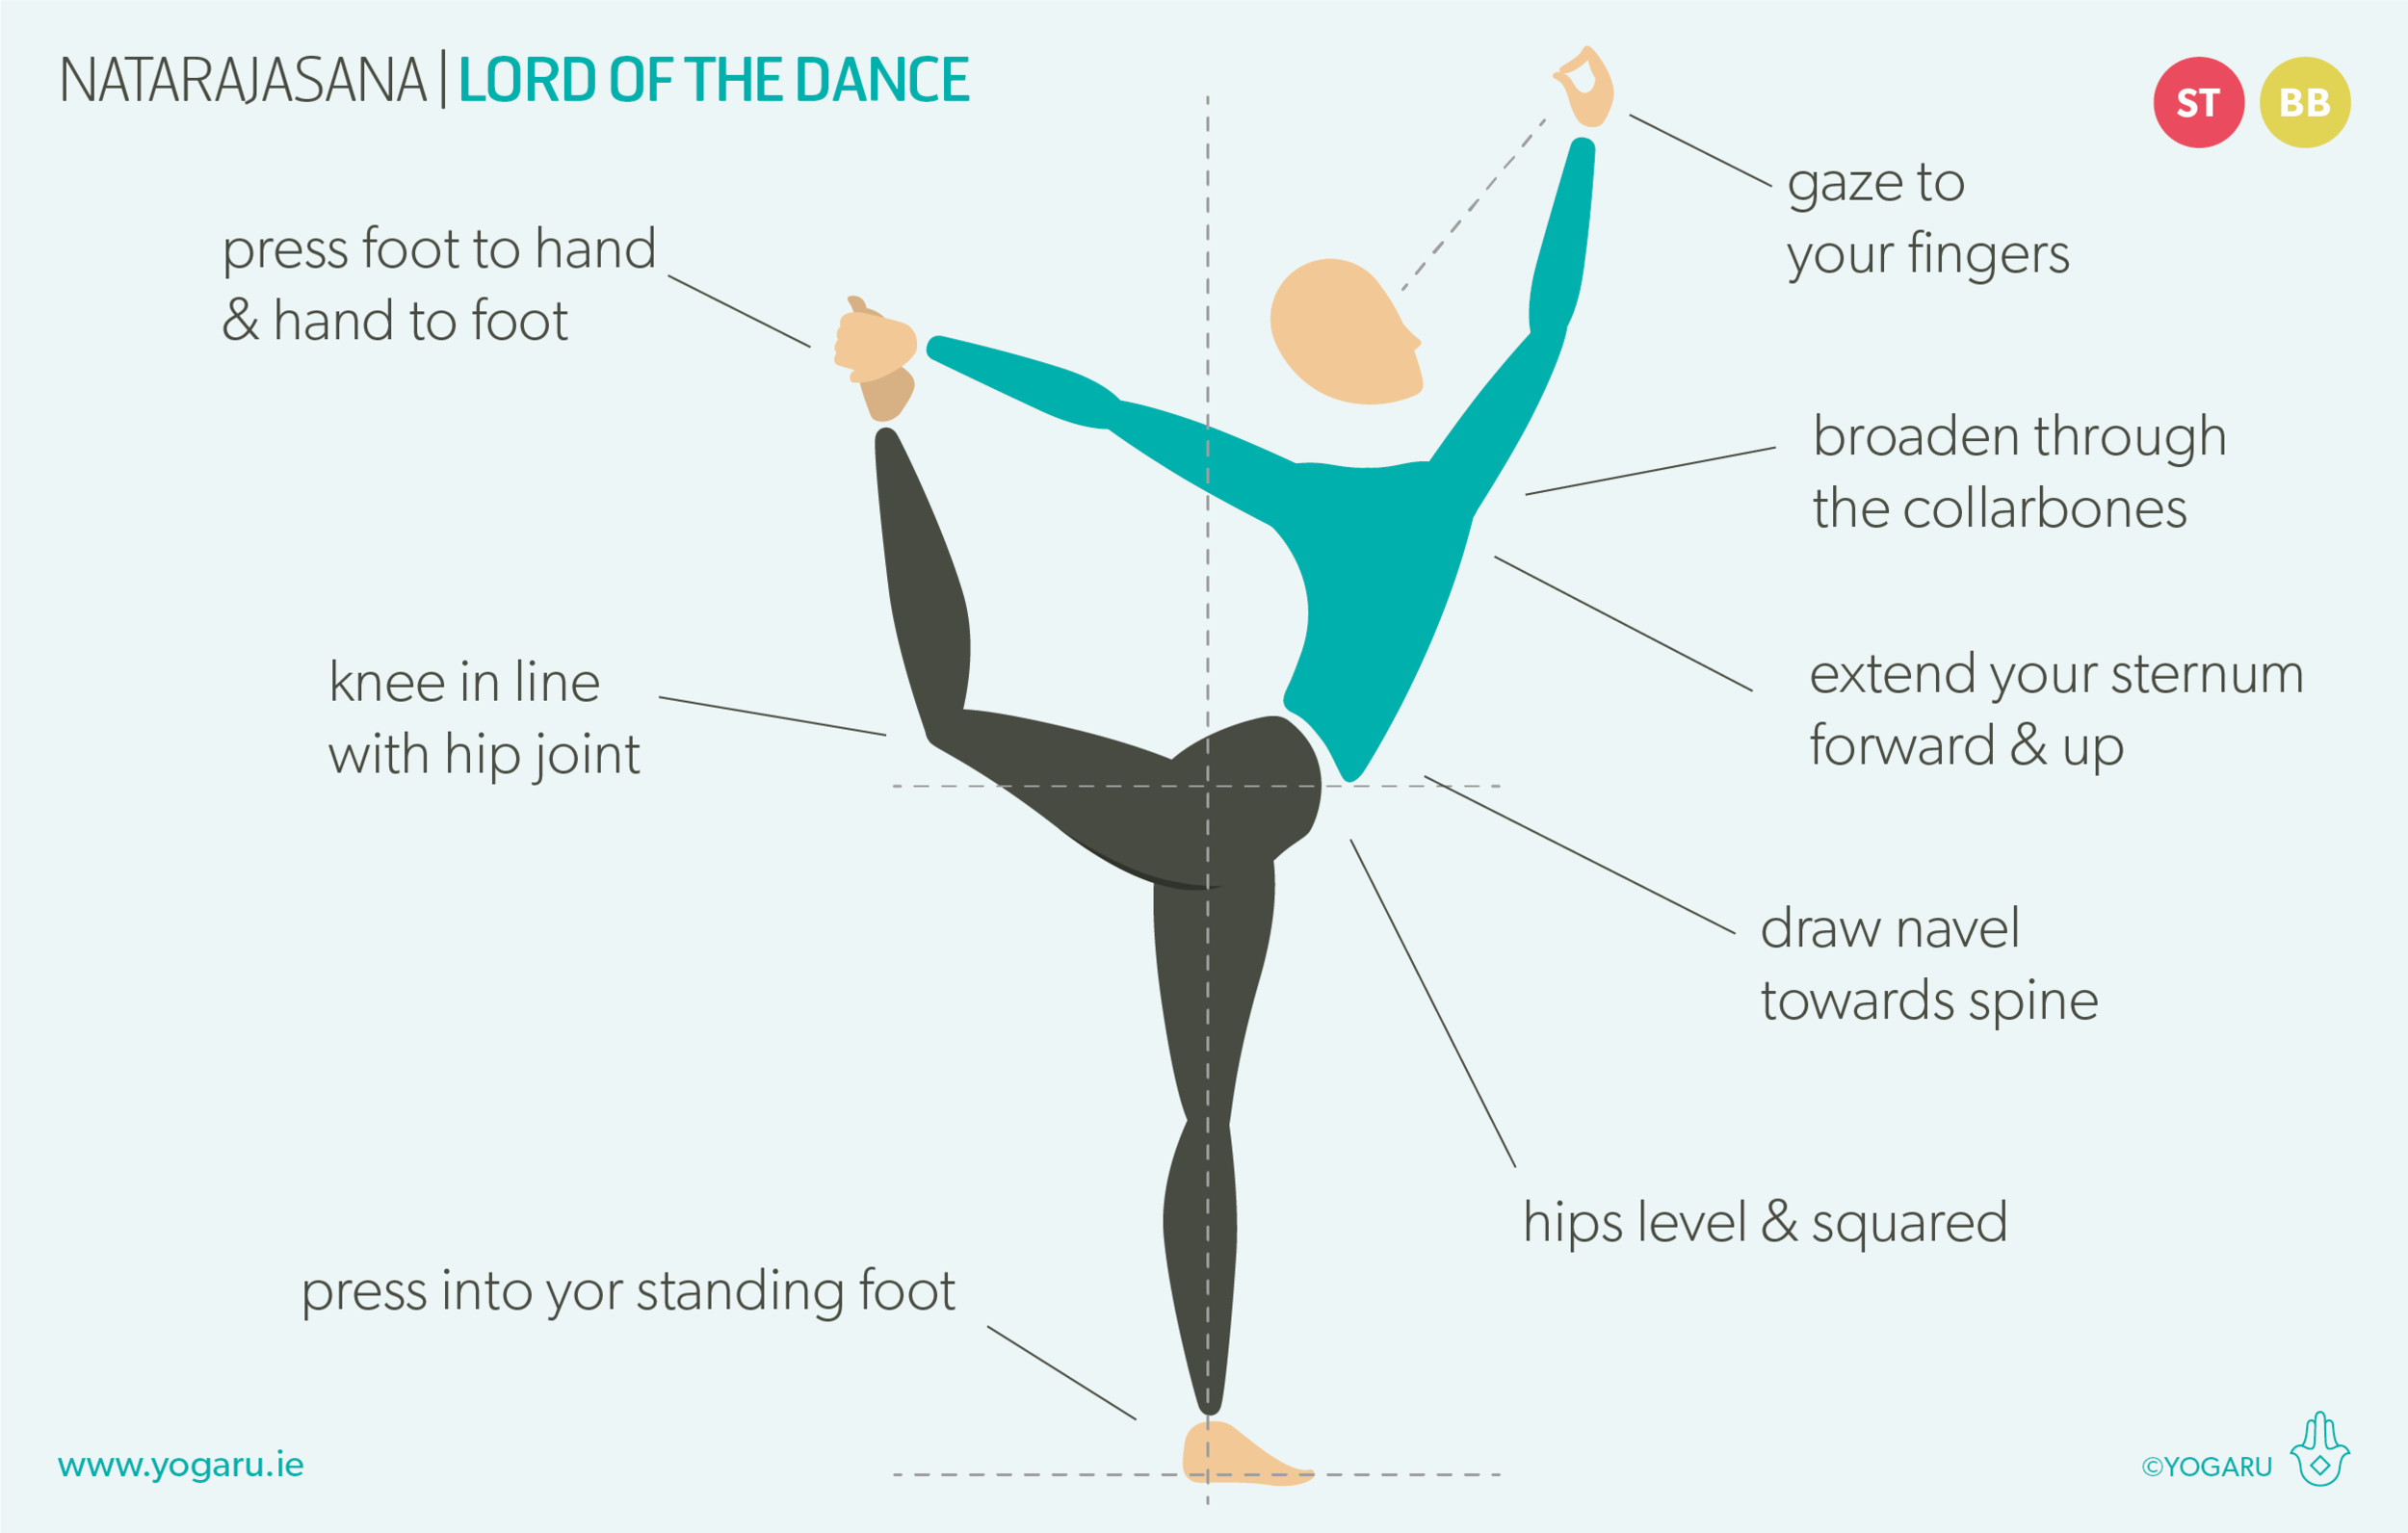 NATARAJASANA | LORD OF THE DANCE
ST BB
press foot to hand
& hand to foot
gaze to
your fingers
broaden through
the collarbones
knee in line
with hip joint
extend your sternum
forward & up
draw navel
towards spine
hips level & squared
press into yor standing foot
www.yogaru.ie
©YOGARU